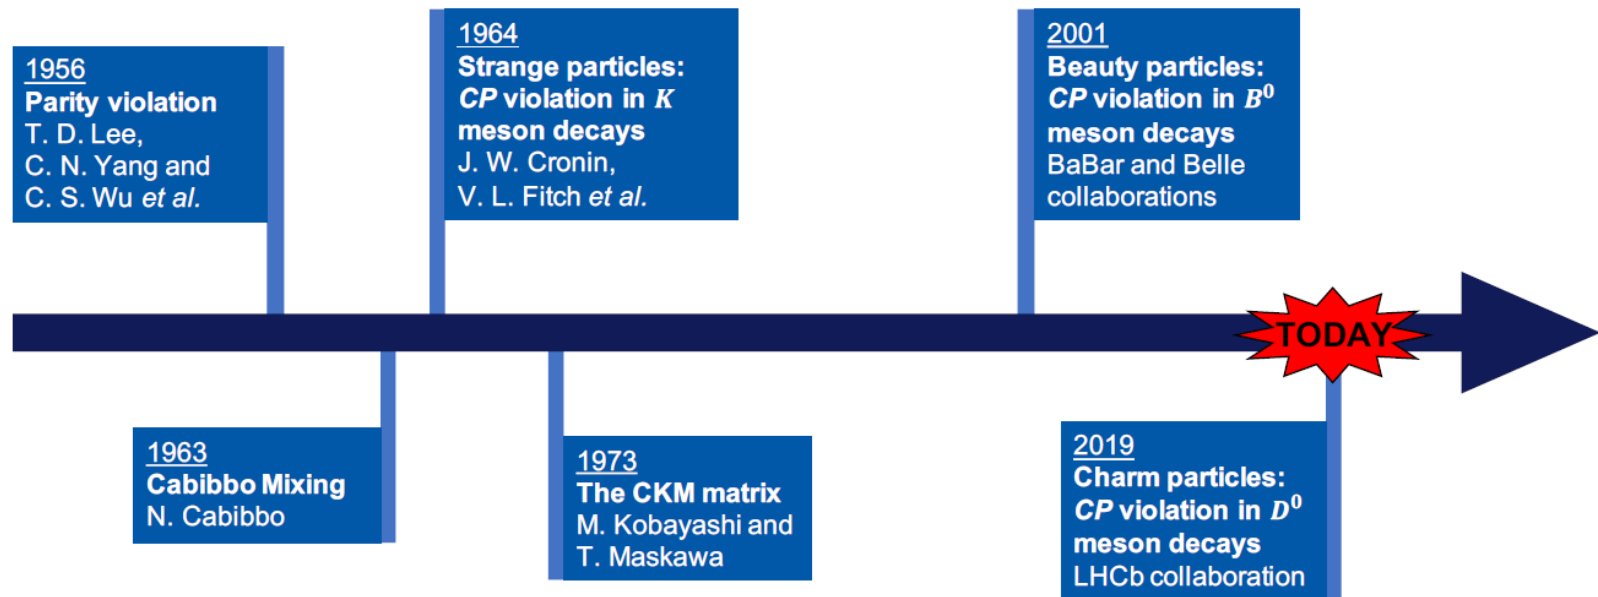 1956
Parity violation
T. D. Lee,
C. N. Yang and
C. S. Wu et al.
1964
Strange particles:
CP violation in K
meson decays
J. W. Cronin,
V. L. Fitch et al.
2001
Beauty particles:
CP violation in B⁰
meson decays
BaBar and Belle
collaborations
TODAY
1963
Cabibbo Mixing
N. Cabibbo
1973
The CKM matrix
M. Kobayashi and
T. Maskawa
2019
Charm particles:
CP violation in D⁰
meson decays
LHCb collaboration